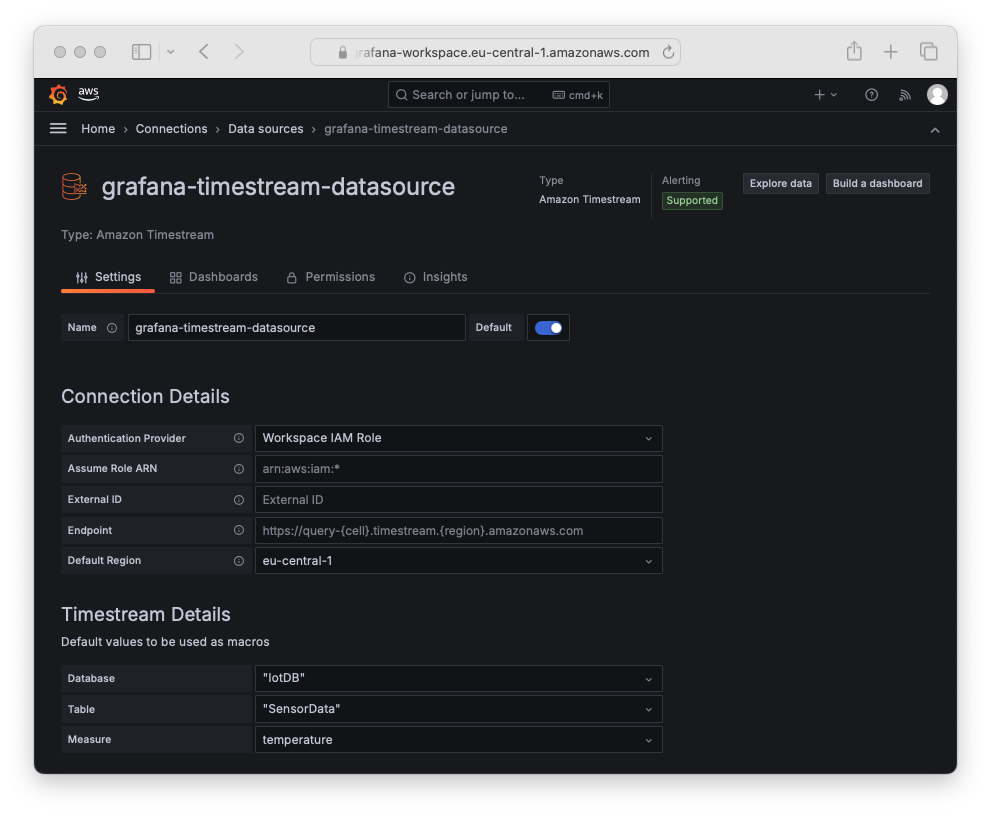 rafana-workspace.eu-central-1.amazonaws.com
aws Search or jump to... cmd+k
Home › Connections › Data sources › grafana-timestream-datasource
grafana-timestream-datasource
Type Alerting
Amazon Timestream Supported
Explore data Build a dashboard
Type: Amazon Timestream
Settings Dashboards Permissions Insights
Name grafana-timestream-datasource Default
Connection Details
Authentication Provider Workspace IAM Role
Assume Role ARN arn:aws:iam:*
External ID External ID
Endpoint https://query-{cell}.timestream.{region}.amazonaws.com
Default Region eu-central-1
Timestream Details
Default values to be used as macros
Database "IotDB"
Table "SensorData"
Measure temperature